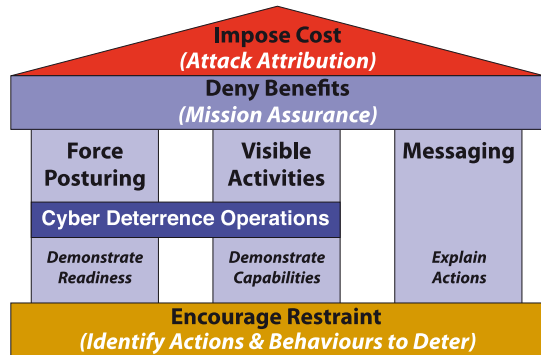 Impose Cost
(Attack Attribution)
Deny Benefits
(Mission Assurance)
Force
Posturing
Visible
Activities
Messaging
Cyber Deterrence Operations
Demonstrate
Readiness
Demonstrate
Capabilities
Explain
Actions
Encourage Restraint
(Identify Actions & Behaviours to Deter)